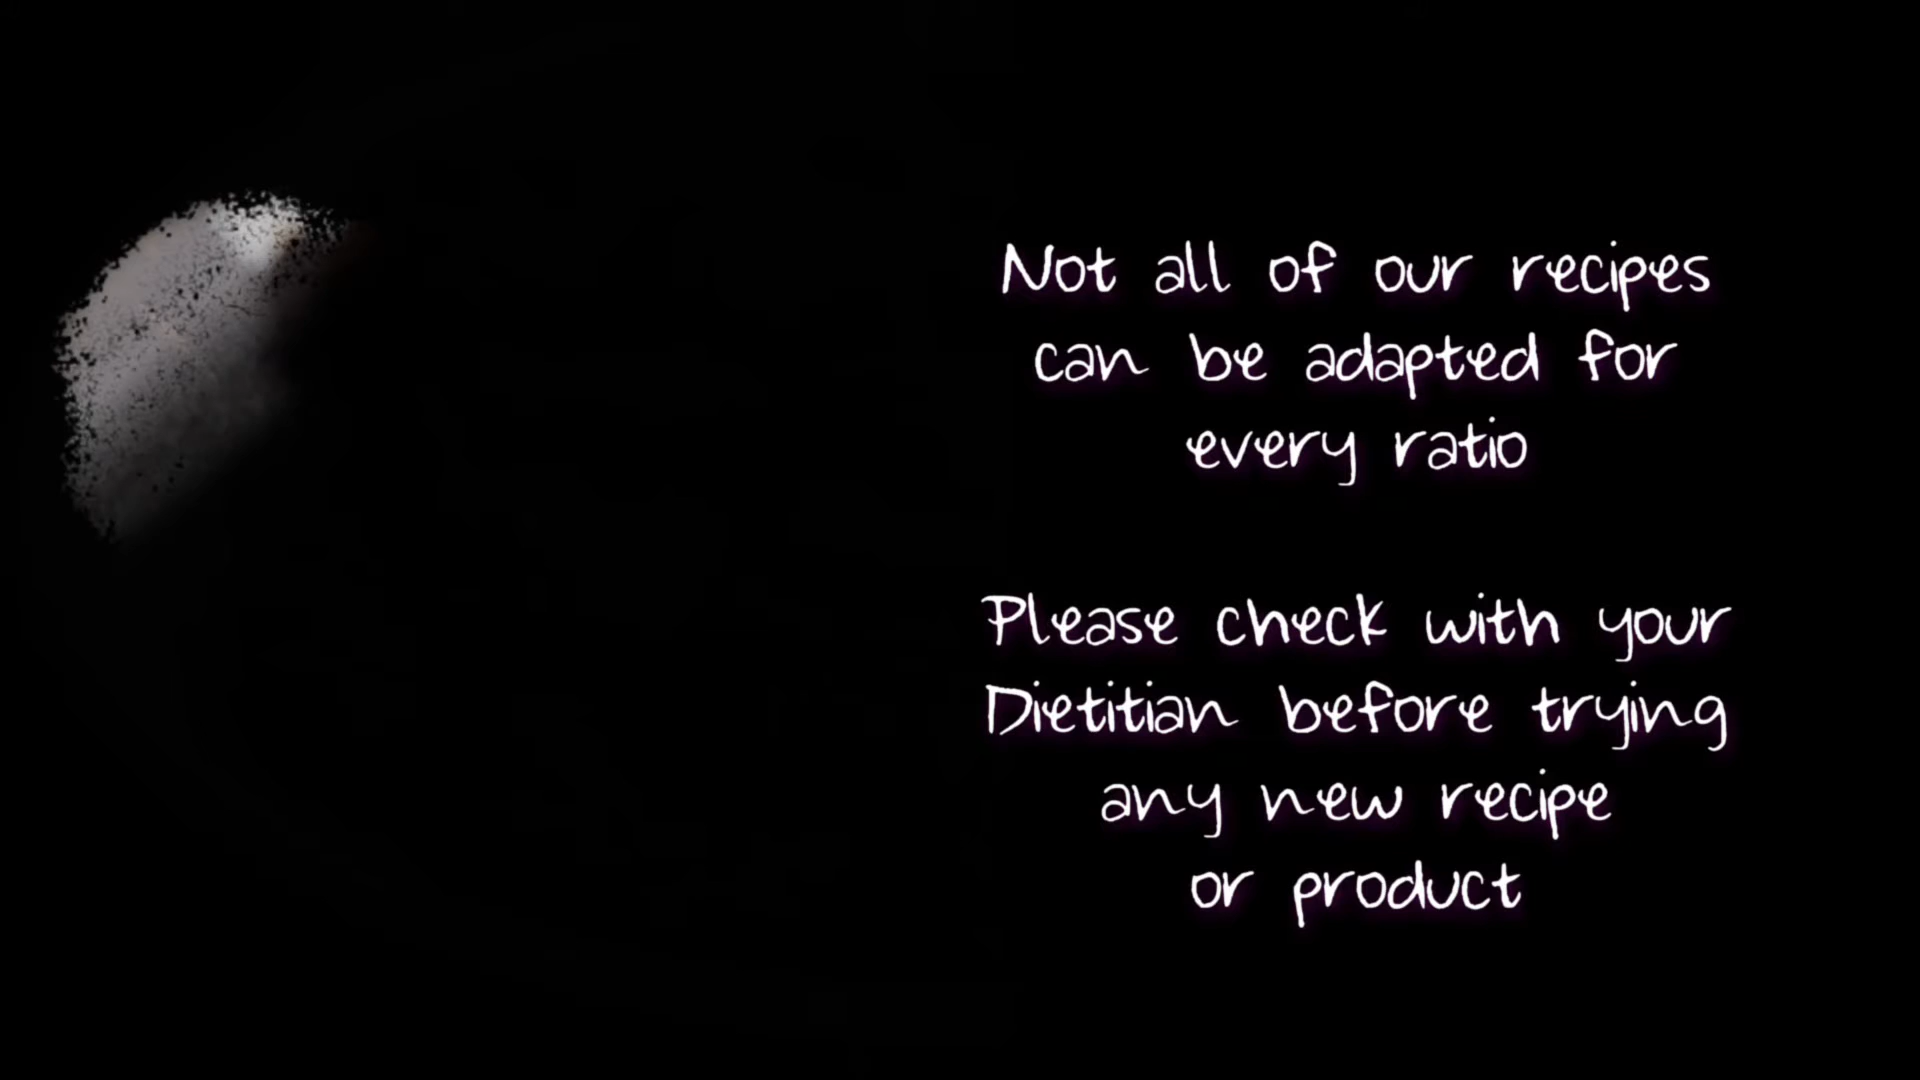 Not all of our recipes
can be adapted for
every ratio
Please check with your
Dietitian before trying
any new recipe
or product